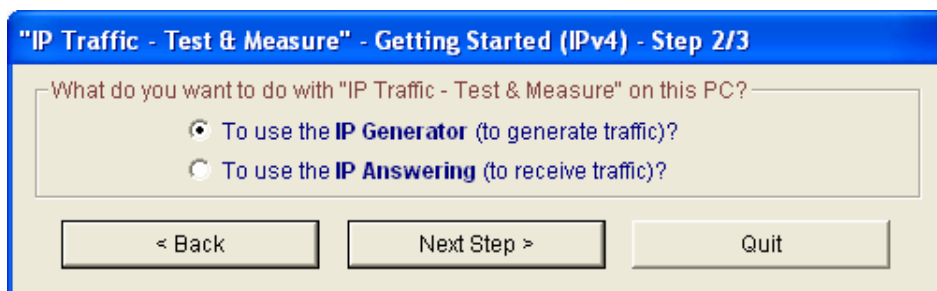 "IP Traffic - Test & Measure" - Getting Started (IPv4) - Step 2/3
What do you want to do with "IP Traffic - Test & Measure" on this PC?
To use the IP Generator (to generate traffic)?
To use the IP Answering (to receive traffic)?
< Back
Next Step >
Quit